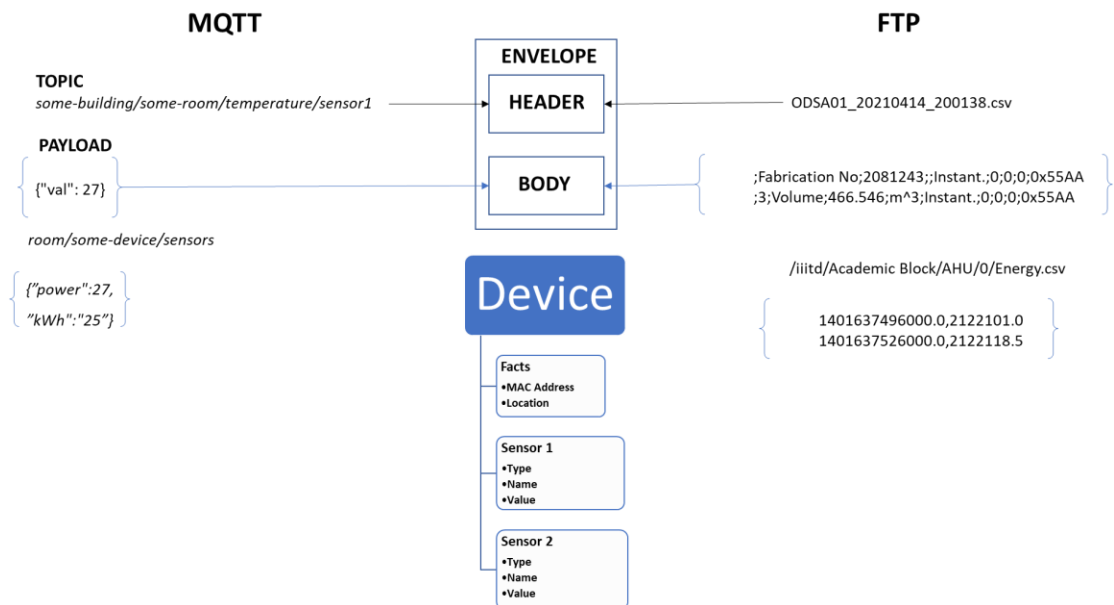 MQTT
FTP
ENVELOPE
TOPIC
some-building/some-room/temperature/sensor1
HEADER
ODSA01_20210414_200138.csv
PAYLOAD
{"val": 27}
BODY
;Fabrication No;2081243;;Instant.;0;0;0;0x55AA
;3;Volume;466.546;m^3;Instant.;0;0;0;0x55AA
room/some-device/sensors
{”power":27,
”kWh":"25”}
Device
/iiitd/Academic Block/AHU/0/Energy.csv
1401637496000.0,2122101.0
1401637526000.0,2122118.5
Facts
•MAC Address
•Location
Sensor 1
•Type
•Name
•Value
Sensor 2
•Type
•Name
•Value